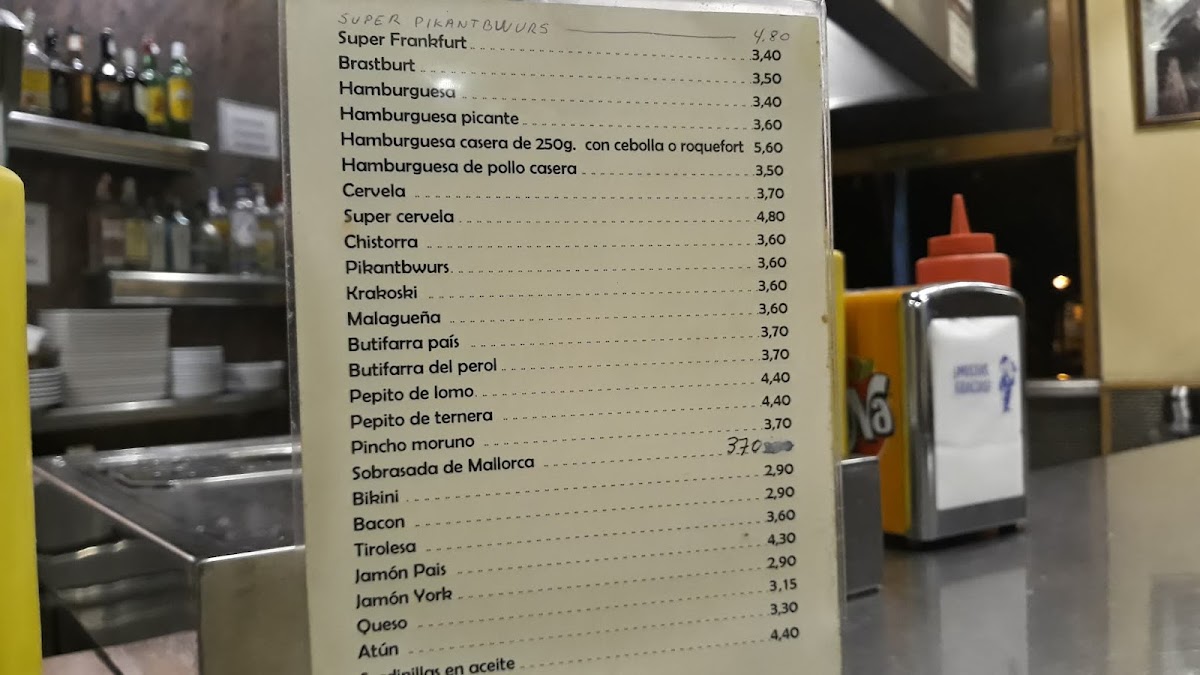 SUPER PIKANTBWURS 4.80
Super Frankfurt 3,40
Brastburt 3,50
Hamburguesa 3,40
Hamburguesa picante 3,60
Hamburguesa casera de 250g. con cebolla o roquefort 5,60
Hamburguesa de pollo casera 3,50
Cervela 3,70
Super cervela 4,80
Chistorra 3,60
Pikantbwurs 3,60
Krakoski 3,60
Malagueña 3,60
Butifarra país 3,70
Butifarra del perol 3,70
Pepito de lomo 4,40
Pepito de ternera 4,40
Pincho moruno 3,70
Sobrasada de Mallorca 370
Bikini 2,90
Bacon 2,90
Tirolesa 3,60
Jamón Pais 4,30
Jamón York 2,90
Queso 3,15
Atún 3,30
en aceite 4,40
¡MUCHAS
GRACIAS!